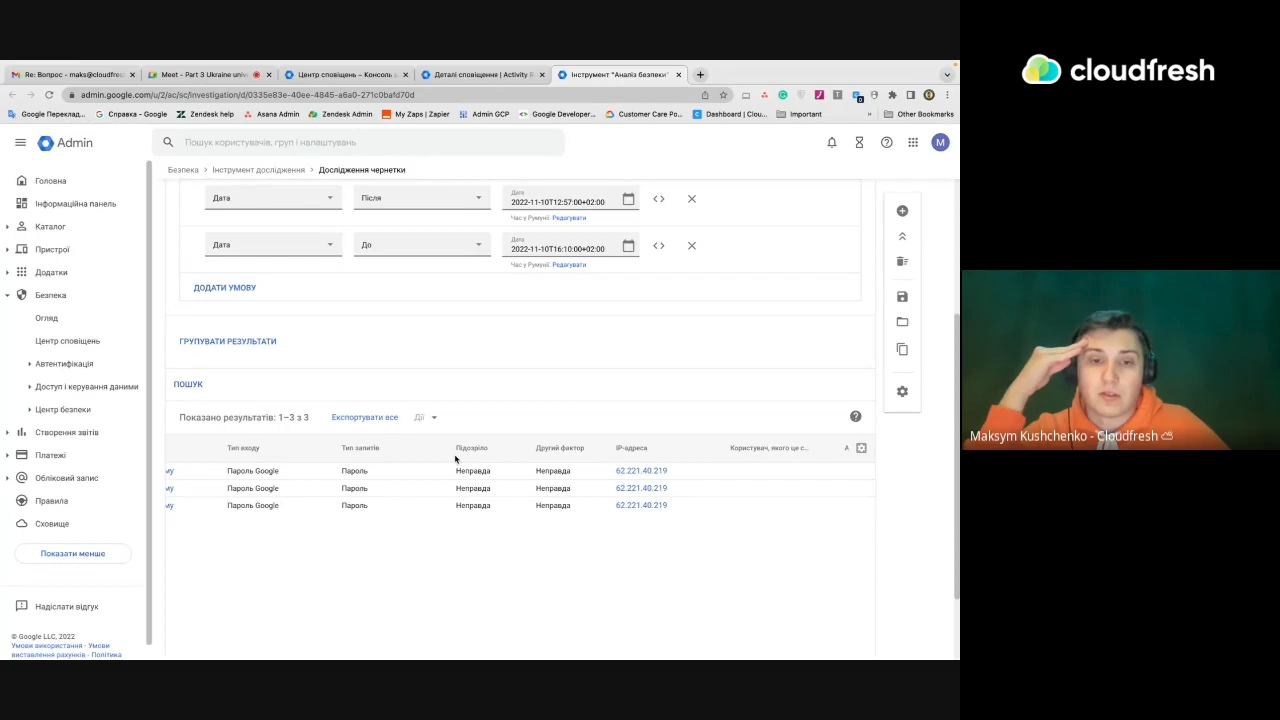 Re: Вопрос - maks@cloudfres
Meet - Part 3 Ukraine univ
Центр сповіщень – Консоль
Деталі сповіщення | Activity R
Інструмент "Аналіз безпеки"
admin.google.com/u/2/ac/sc/investigation/d/0335e83e-40ee-4845-a6a0-271c0bafd70d
Google Переклад...
Справка - Google
Zendesk help
Asana Admin
Zendesk Admin
My Zaps | Zapier
Admin GCP
Google Developer...
Customer Care Po...
Dashboard | Clou...
Important
»
Other Bookmarks
Admin
Пошук користувачів, груп і налаштувань
M
Безпека › Інструмент дослідження › Дослідження чернетки
Головна
Інформаційна панель
Каталог
Пристрої
Додатки
Безпека
Огляд
Центр сповіщень
Автентифікація
Доступ і керування даними
Центр безпеки
Створення звітів
Платежі
Обліковий запис
Правила
Сховище
Показати менше
Надіслати відгук
© Google LLC, 2022
Умови використання - Умови
виставлення рахунків - Політика
Дата
Після
Дата
2022-11-10T12:57:00+02:00
Час у Румунії Редагувати
Дата
До
Дата
2022-11-10T16:10:00+02:00
Час у Румунії Редагувати
ДОДАТИ УМОВУ
ГРУПУВАТИ РЕЗУЛЬТАТИ
ПОШУК
Показано результатів: 1–3 з 3
Експортувати все
Дії
Тип входу Тип запитів Підозріло Другий фактор IP-адреса Користувач, якого це с... А
му Пароль Google Пароль Неправда Неправда 62.221.40.219
му Пароль Google Пароль Неправда Неправда 62.221.40.219
му Пароль Google Пароль Неправда Неправда 62.221.40.219
cloudfresh
Maksym Kushchenko - Cloudfresh